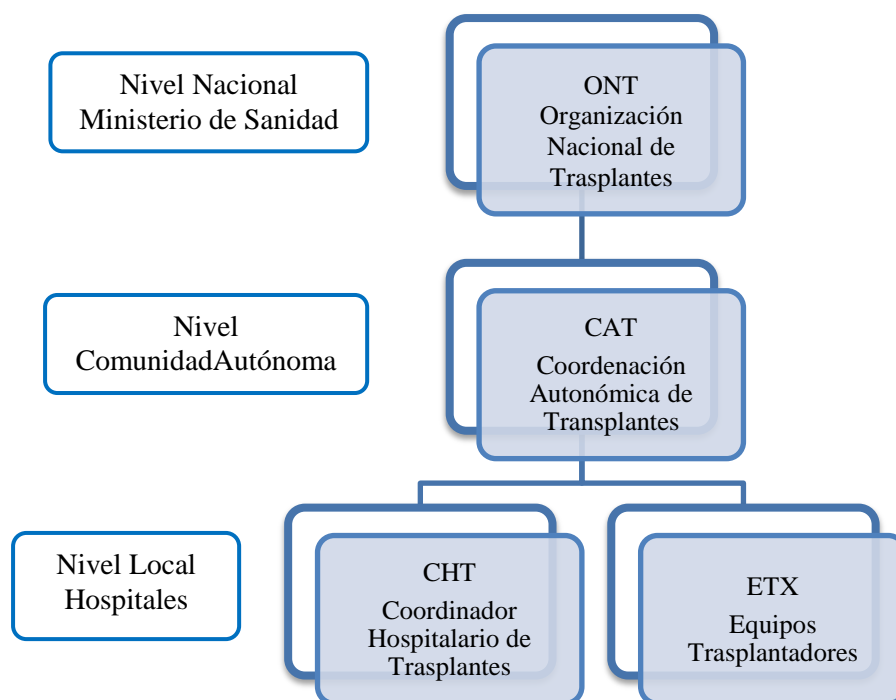 Nivel Nacional
Ministerio de Sanidad
ONT
Organización
Nacional de
Trasplantes
Nivel
ComunidadAutónoma
CAT
Coordenación
Autonómica de
Transplantes
Nivel Local
Hospitales
CHT
Coordinador
Hospitalario de
Trasplantes
ETX
Equipos
Trasplantadores